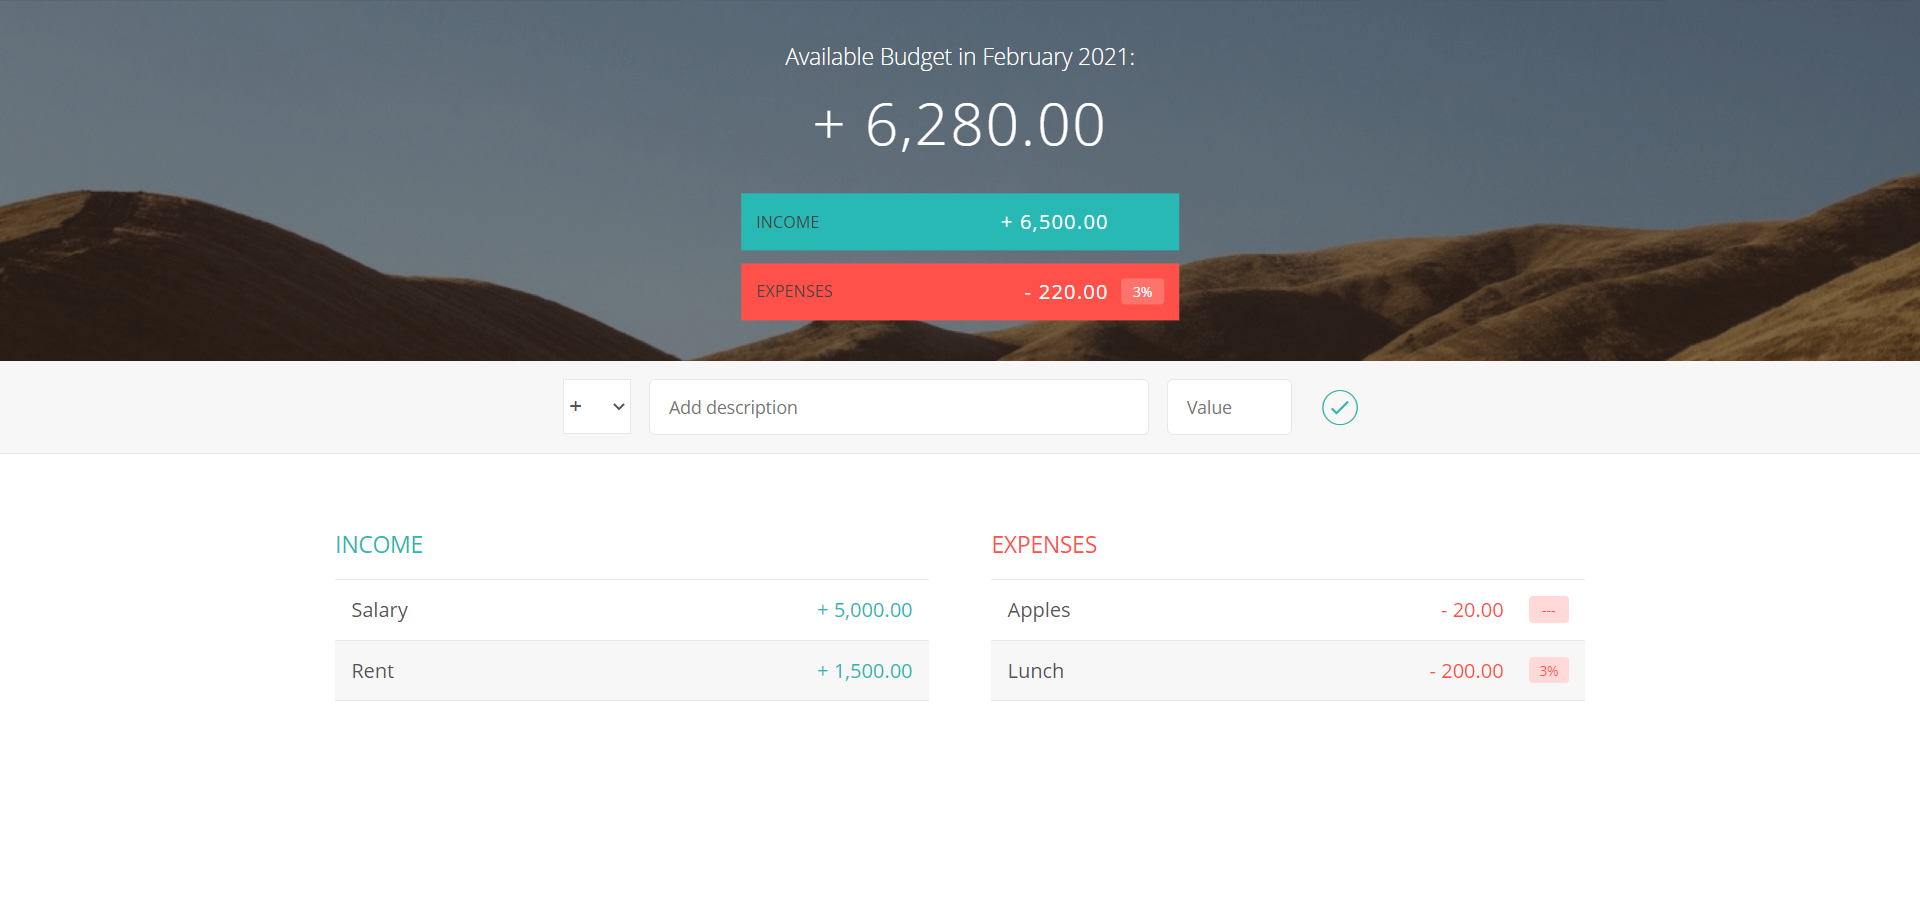 Available Budget in February 2021:
+ 6,280.00
INCOME + 6,500.00
EXPENSES - 220.00 3%
+ Add description Value
INCOME
Salary + 5,000.00
Rent + 1,500.00
EXPENSES
Apples - 20.00 ---
Lunch - 200.00 3%